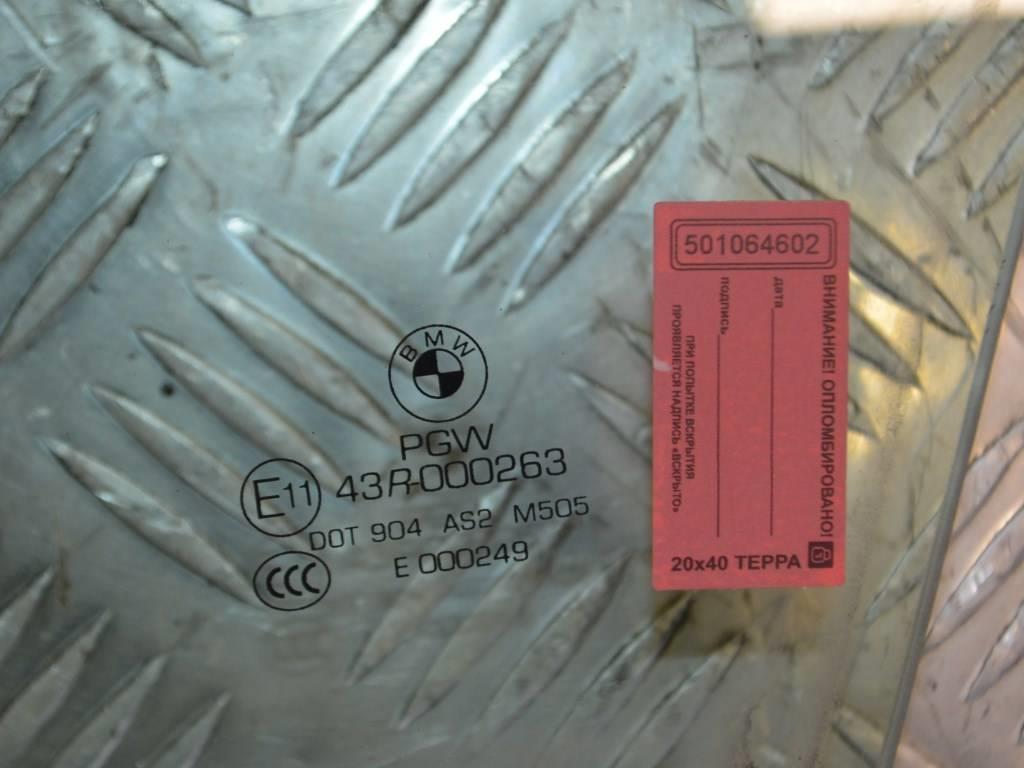 BMW
PGW
E11 43R-000263
DOT 904 AS2 M505
CCC E 000249
501064602
ВНИМАНИЕ! ОПЛОМБИРОВАНО!
дата
подпись
ПРИ ПОПЫТКЕ ВСКРЫТИЯ
ПРОЯВЛЯЕТСЯ НАДПИСЬ «ВСКРЫТО»
20х40 ТЕРРА